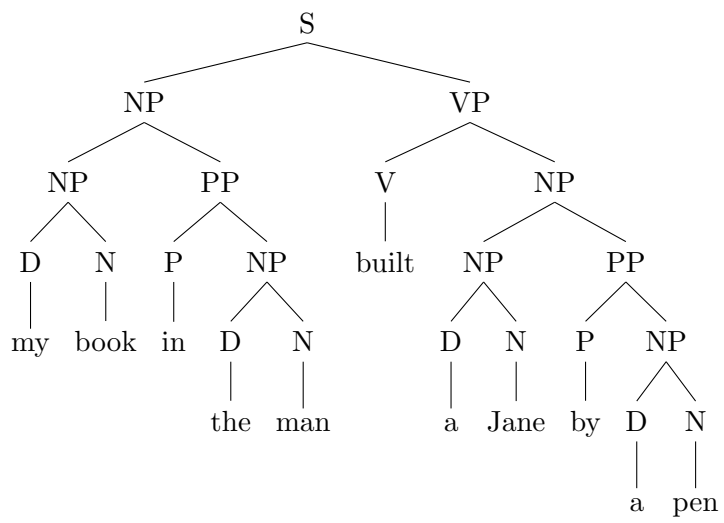 S
NP VP
NP PP V NP
D N P NP built NP PP
my book in D N D N P NP
the man a Jane by D N
a pen